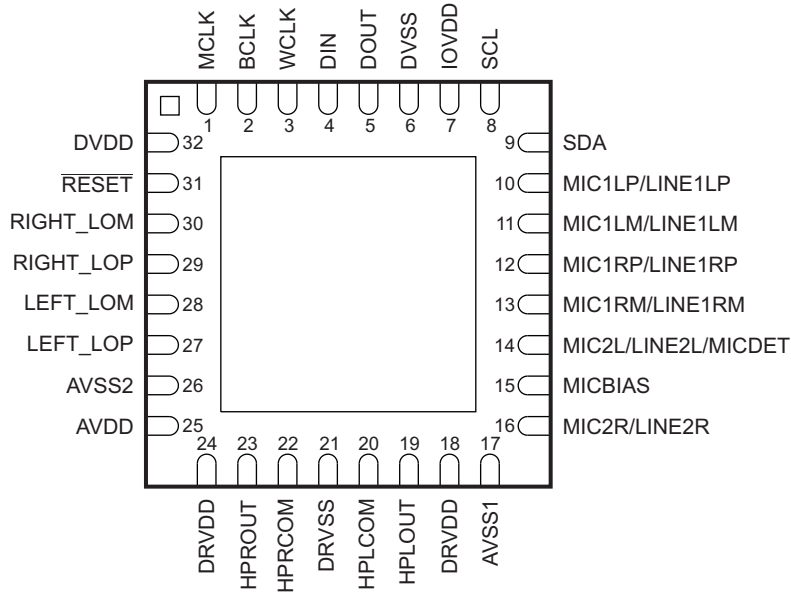 MCLK
BCLK
WCLK
DIN
DOUT
DVSS
IOVDD
SCL
1
2
3
4
5
6
7
8
DVDD 32
RESET 31
RIGHT_LOM 30
RIGHT_LOP 29
LEFT_LOM 28
LEFT_LOP 27
AVSS2 26
AVDD 25
9 SDA
10 MIC1LP/LINE1LP
11 MIC1LM/LINE1LM
12 MIC1RP/LINE1RP
13 MIC1RM/LINE1RM
14 MIC2L/LINE2L/MICDET
15 MICBIAS
16 MIC2R/LINE2R
24
23
22
21
20
19
18
17
DRVDD
HPROUT
HPRCOM
DRVSS
HPLCOM
HPLOUT
DRVDD
AVSS1